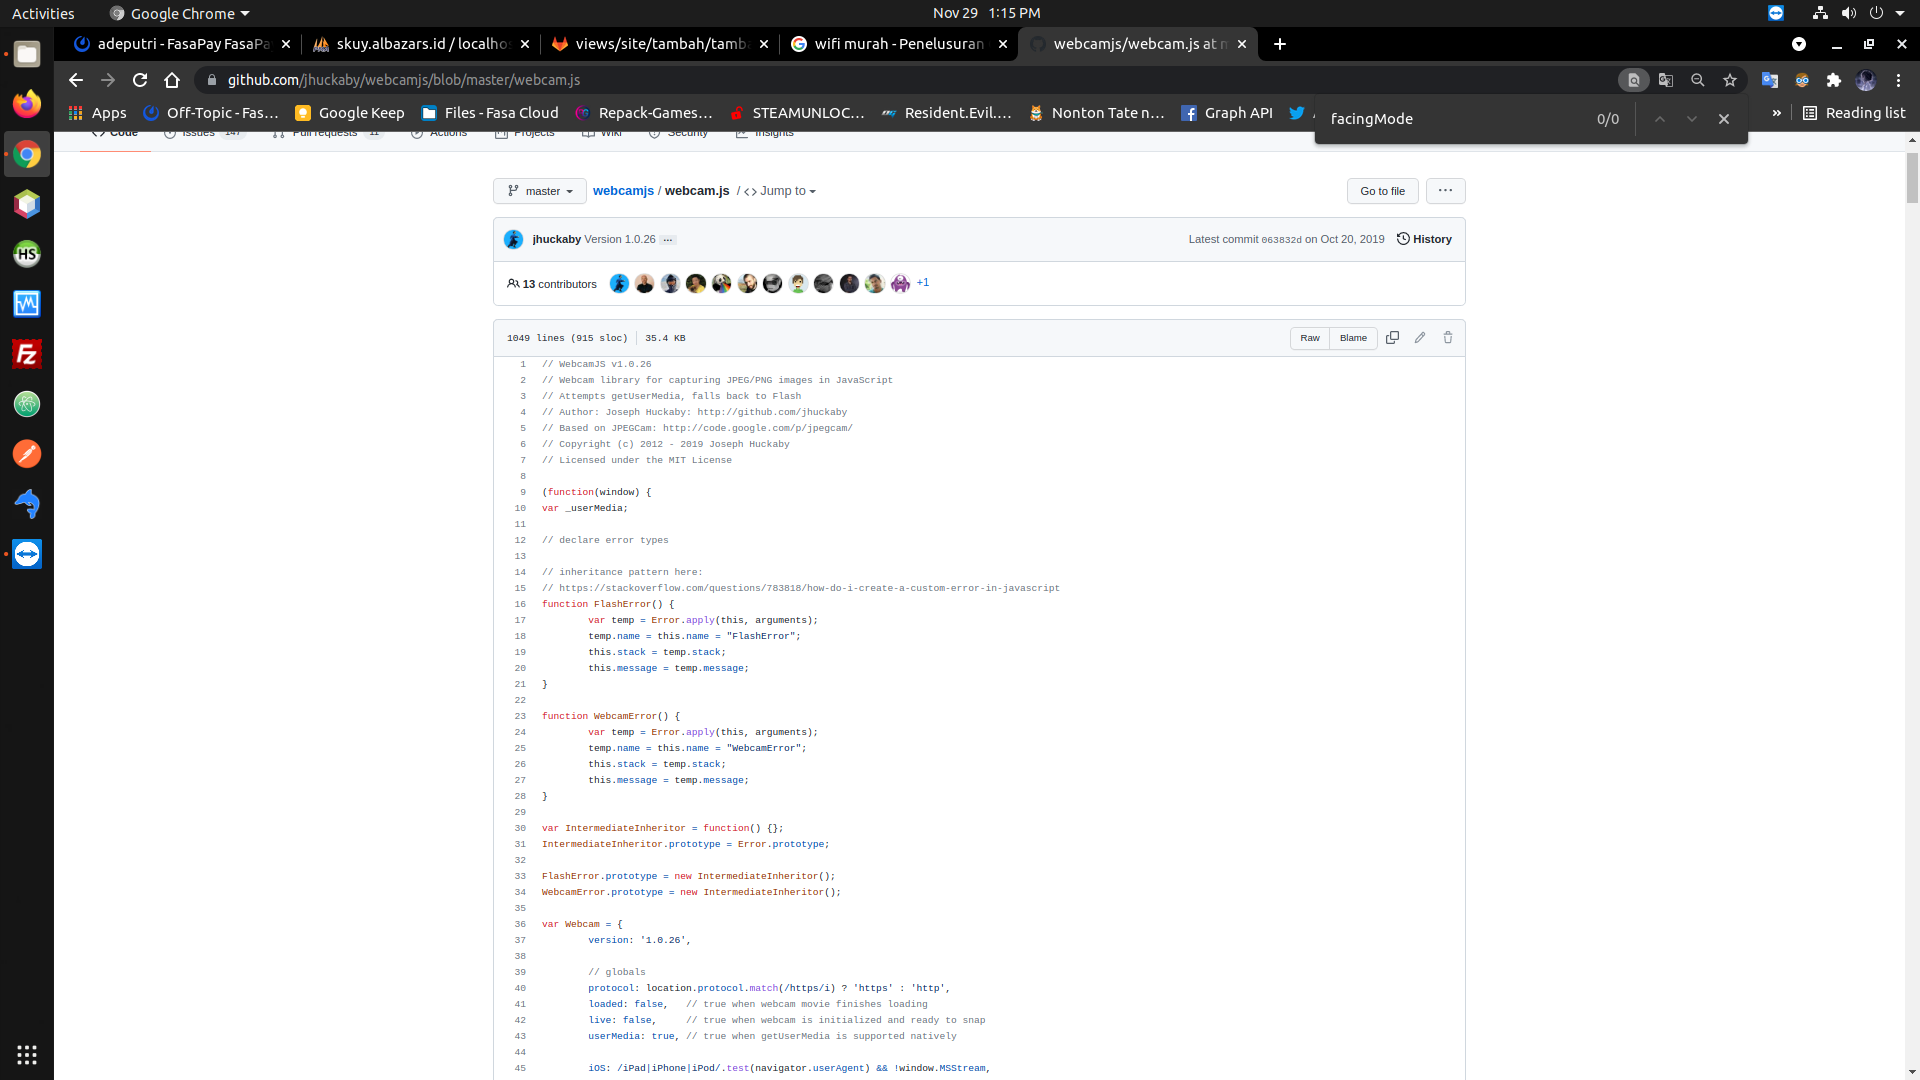 Activities
Google Chrome
Nov 29 1:15 PM
adeputri - FasaPay FasaPa
skuy.albazars.id / localhos
views/site/tambah/tamb
wifi murah - Penelusuran
webcamjs/webcam.js at m
github.com/jhuckaby/webcamjs/blob/master/webcam.js
Apps
Off-Topic - Fas…
Google Keep
Files - Fasa Cloud
Repack-Games…
STEAMUNLOC…
Resident.Evil.…
Nonton Tate n…
Graph API
»
Reading list
facingMode
0/0
Code
Issues 147
Pull requests 11
Actions
Projects
Wiki
Security
Insights
master
webcamjs / webcam.js / <> Jump to
Go to file
...
jhuckaby Version 1.0.26 ...
Latest commit 063832d on Oct 20, 2019
History
13 contributors
+1
1049 lines (915 sloc) 35.4 KB
Raw
Blame
1 // WebcamJS v1.0.26
2 // Webcam library for capturing JPEG/PNG images in JavaScript
3 // Attempts getUserMedia, falls back to Flash
4 // Author: Joseph Huckaby: http://github.com/jhuckaby
5 // Based on JPEGCam: http://code.google.com/p/jpegcam/
6 // Copyright (c) 2012 - 2019 Joseph Huckaby
7 // Licensed under the MIT License
8
9 (function(window) {
10 var _userMedia;
11
12 // declare error types
13
14 // inheritance pattern here:
15 // https://stackoverflow.com/questions/783818/how-do-i-create-a-custom-error-in-javascript
16 function FlashError() {
17 var temp = Error.apply(this, arguments);
18 temp.name = this.name = "FlashError";
19 this.stack = temp.stack;
20 this.message = temp.message;
21 }
22
23 function WebcamError() {
24 var temp = Error.apply(this, arguments);
25 temp.name = this.name = "WebcamError";
26 this.stack = temp.stack;
27 this.message = temp.message;
28 }
29
30 var IntermediateInheritor = function() {};
31 IntermediateInheritor.prototype = Error.prototype;
32
33 FlashError.prototype = new IntermediateInheritor();
34 WebcamError.prototype = new IntermediateInheritor();
35
36 var Webcam = {
37 version: '1.0.26',
38
39 // globals
40 protocol: location.protocol.match(/https/i) ? 'https' : 'http',
41 loaded: false, // true when webcam movie finishes loading
42 live: false, // true when webcam is initialized and ready to snap
43 userMedia: true, // true when getUserMedia is supported natively
44
45 iOS: /iPad|iPhone|iPod/.test(navigator.userAgent) && !window.MSStream,
HS
Fz